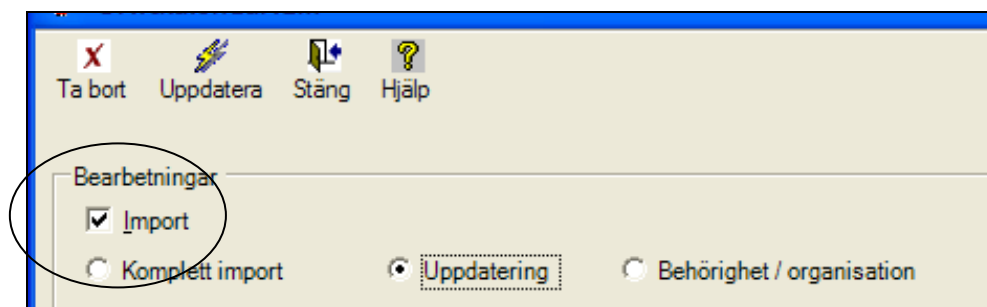 Ta bort Uppdatera Stäng Hjälp
Bearbetningar
Import
Komplett import Uppdatering Behörighet / organisation